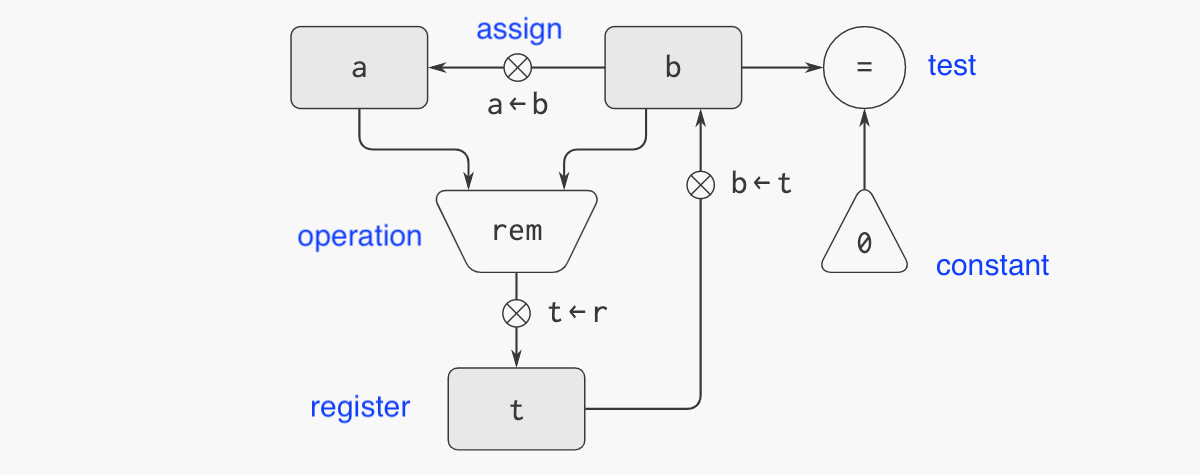 assign
a
b
=
test
a←b
b←t
operation
rem
0
constant
t←r
register
t